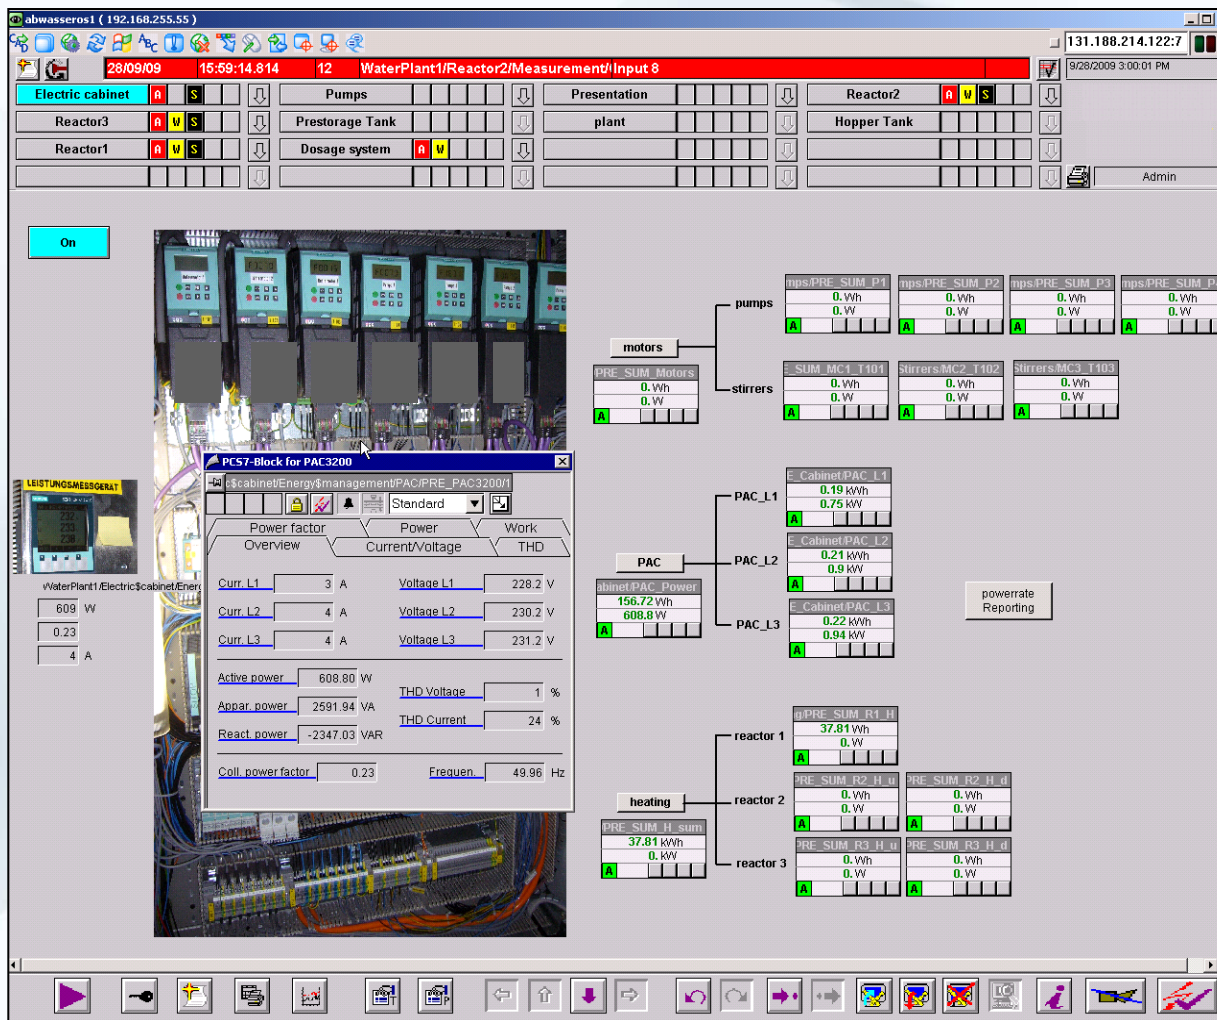 abwasseros1 ( 192.168.255.55 )
131.188.214.122:7
28/09/09 15:59:14.814 12 WaterPlant1/Reactor2/Measurement/(Input 8
9/28/2009 3:00:01 PM
Electric cabinet A S Pumps Presentation Reactor2 A W S
Reactor3 A W S Prestorage Tank plant Hopper Tank
Reactor1 A W S Dosage system A W
Admin
On
motors
/PRE_SUM_Motors
0. Wh
0. W
A
pumps
mps/PRE_SUM_P1 mps/PRE_SUM_P2 mps/PRE_SUM_P3 mps/PRE_SUM_P4
0. Wh 0. Wh 0. Wh 0. Wh
0. W 0. W 0. W 0. W
A A A A
stirrers
E_SUM_MC1_T101 Stirrers/MC2_T102 Stirrers/MC3_T103
0. Wh 0. Wh 0. Wh
0. W 0. W 0. W
A A A
LEISTUNGSMESSGERÄT
232
233
230
WaterPlant1/Electric$cabinet/Energ
609 W
0.23
4 A
PCS7-Block for PAC3200
c$cabinet/Energy$management/PAC/PRE_PAC3200/1
Standard
Power factor Power Work
Overview Current/Voltage THD
Curr. L1 3 A Voltage L1 228.2 V
Curr. L2 4 A Voltage L2 230.2 V
Curr. L3 4 A Voltage L3 231.2 V
Active power 608.80 W
Appar. power 2591.94 VA
React. power -2347.03 VAR
THD Voltage 1 %
THD Current 24 %
Coll. power factor 0.23 Frequen. 49.96 Hz
PAC
abinet/PAC_Power
156.72 Wh
608.8 W
A
PAC_L1
E_Cabinet/PAC_L1
0.19 kWh
0.75 kW
A
PAC_L2
E_Cabinet/PAC_L2
0.21 kWh
0.9 kW
A
PAC_L3
E_Cabinet/PAC_L3
0.22 kWh
0.94 kW
A
powerrate
Reporting
heating
PRE_SUM_H_sum
37.81 kWh
0. kW
A
reactor 1
g/PRE_SUM_R1_H
37.81 Wh
0. W
A
reactor 2
PRE_SUM_R2_H_u PRE_SUM_R2_H_d
0. Wh 0. Wh
0. W 0. W
A A
reactor 3
PRE_SUM_R3_H_u PRE_SUM_R3_H_d
0. Wh 0. Wh
0. W 0. W
A A